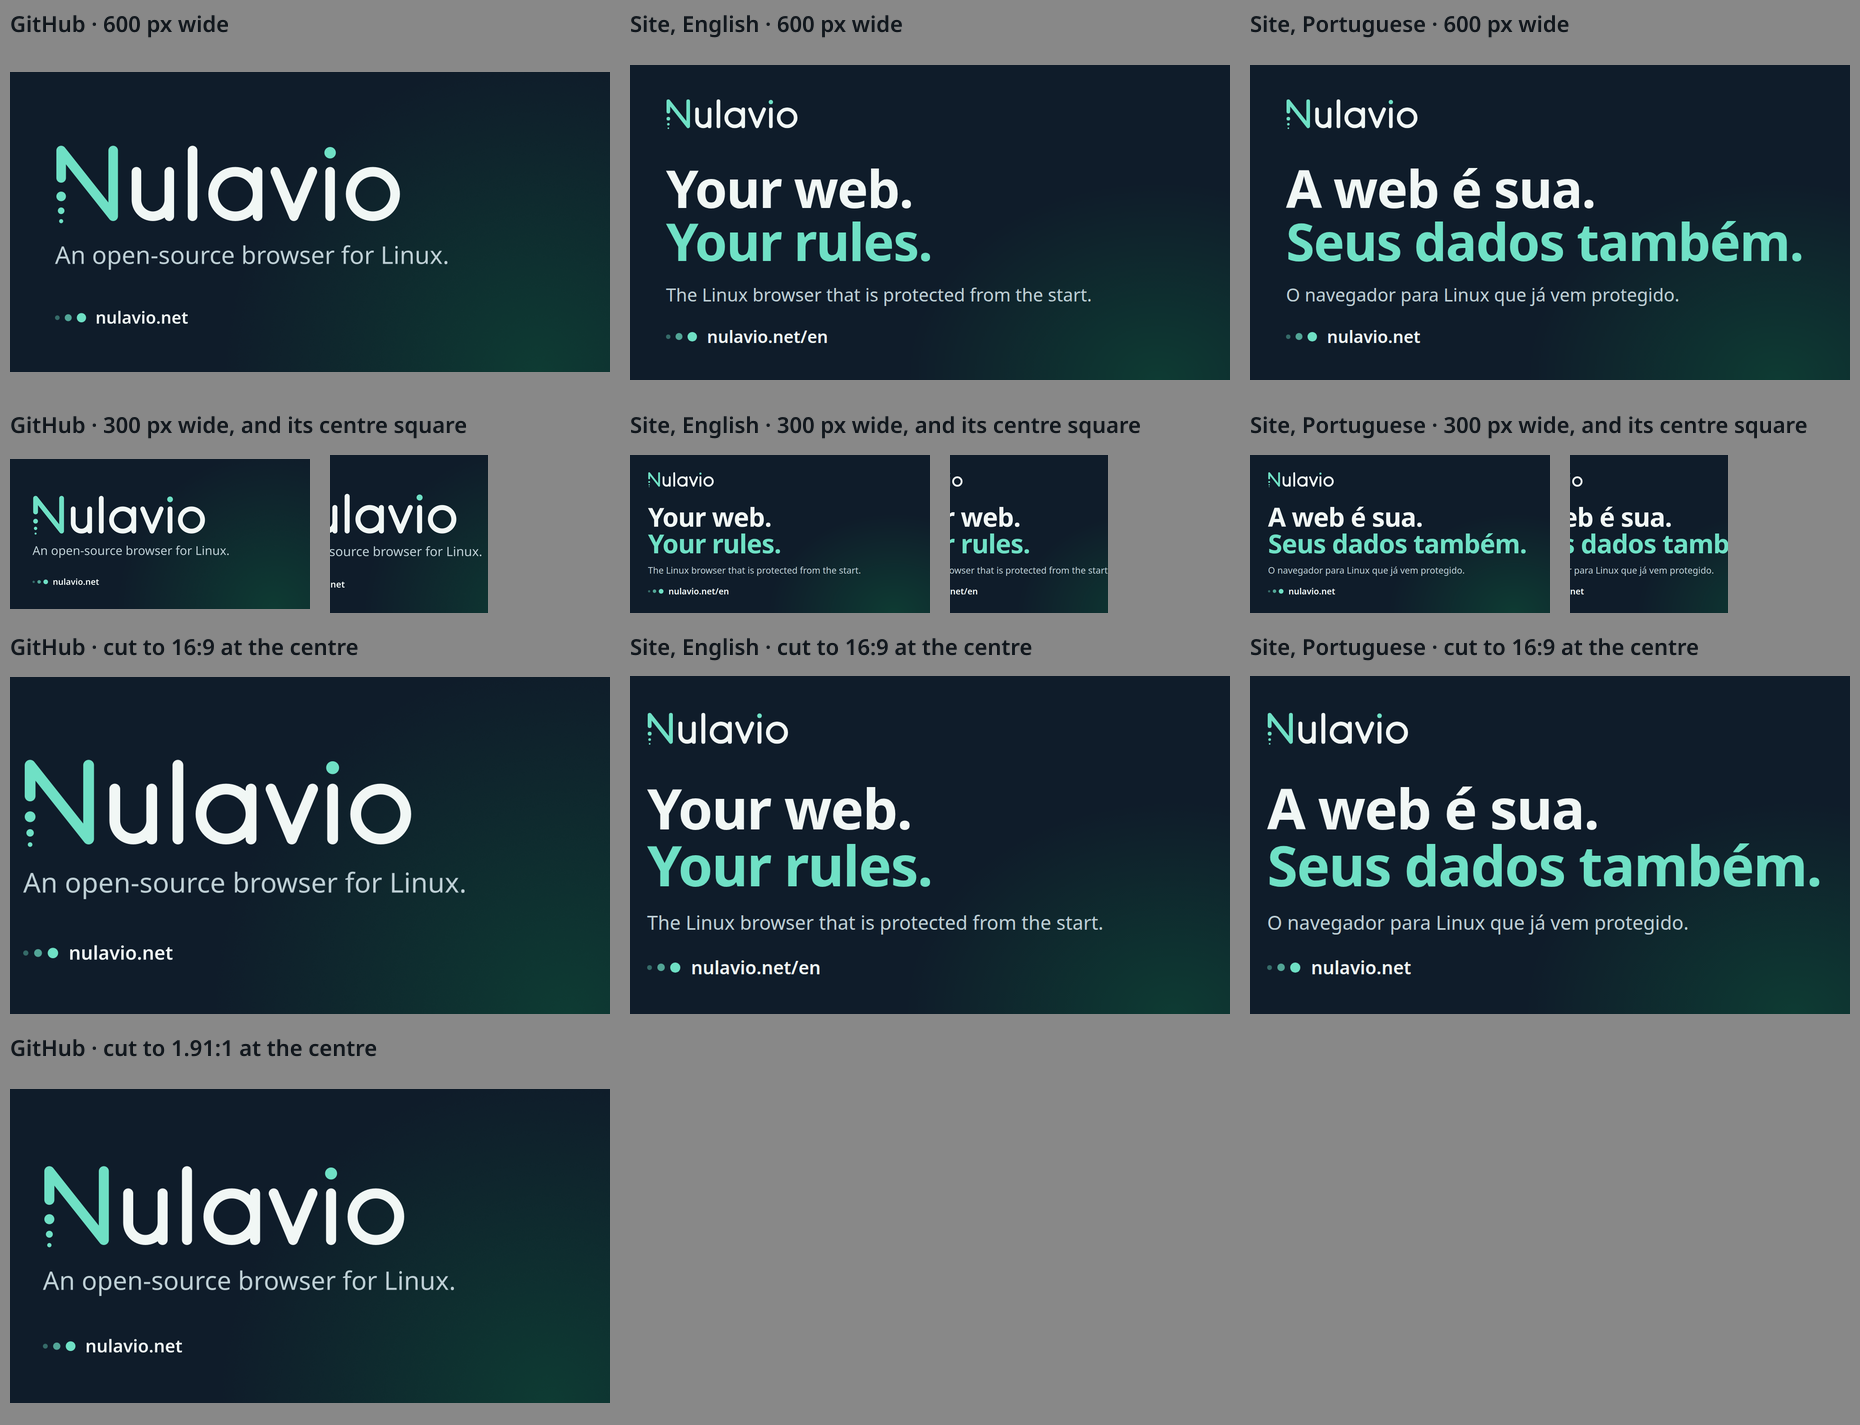 GitHub · 600 px wide
Nulavio
An open-source browser for Linux.
nulavio.net
Site, English · 600 px wide
Nulavio
Your web.
Your rules.
The Linux browser that is protected from the start.
nulavio.net/en
Site, Portuguese · 600 px wide
Nulavio
A web é sua.
Seus dados também.
O navegador para Linux que já vem protegido.
nulavio.net
GitHub · 300 px wide, and its centre square
Nulavio
An open-source browser for Linux.
nulavio.net
ulavio
source browser for Linux.
net
Site, English · 300 px wide, and its centre square
Nulavio
Your web.
Your rules.
The Linux browser that is protected from the start.
nulavio.net/en
o
r web.
r rules.
owser that is protected from the start
net/en
Site, Portuguese · 300 px wide, and its centre square
Nulavio
A web é sua.
Seus dados também.
O navegador para Linux que já vem protegido.
nulavio.net
o
eb é sua.
s dados tamb
r para Linux que já vem protegido.
net
GitHub · cut to 16:9 at the centre
Nulavio
An open-source browser for Linux.
nulavio.net
Site, English · cut to 16:9 at the centre
Nulavio
Your web.
Your rules.
The Linux browser that is protected from the start.
nulavio.net/en
Site, Portuguese · cut to 16:9 at the centre
Nulavio
A web é sua.
Seus dados também.
O navegador para Linux que já vem protegido.
nulavio.net
GitHub · cut to 1.91:1 at the centre
Nulavio
An open-source browser for Linux.
nulavio.net